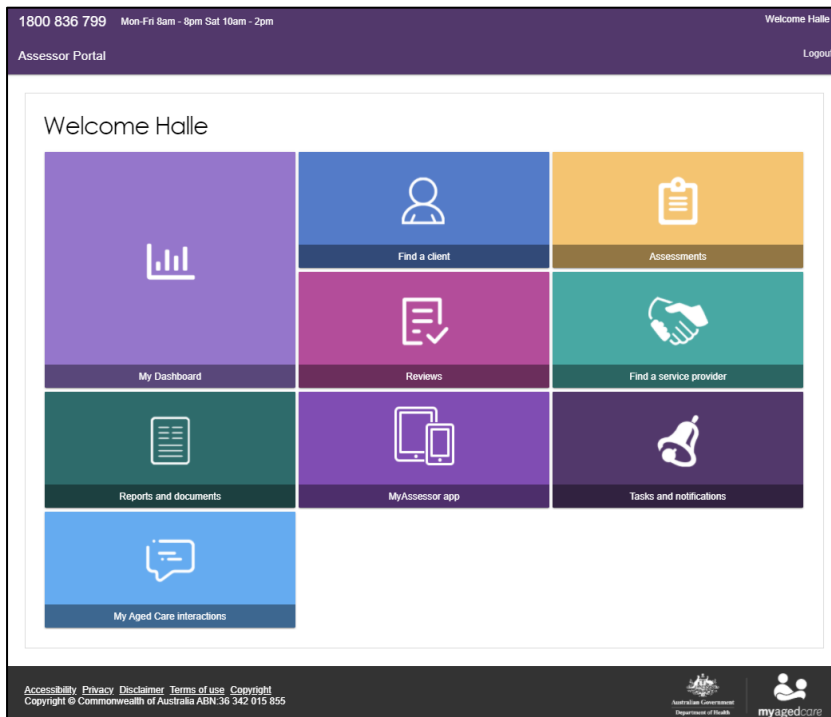 1800 836 799 Mon-Fri 8am - 8pm Sat 10am - 2pm Welcome Halle
Assessor Portal Logout
Welcome Halle
My Dashboard
Find a client
Assessments
Reviews
Find a service provider
Reports and documents
MyAssessor app
Tasks and notifications
My Aged Care interactions
Accessibility Privacy Disclaimer Terms of use Copyright
Copyright © Commonwealth of Australia ABN:36 342 015 855
Australian Government
Department of Health
myagedcare